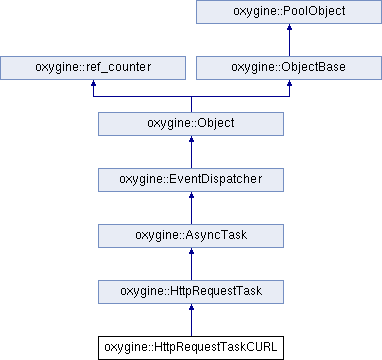 oxygine::PoolObject
oxygine::ref_counter
oxygine::ObjectBase
oxygine::Object
oxygine::EventDispatcher
oxygine::AsyncTask
oxygine::HttpRequestTask
oxygine::HttpRequestTaskCURL